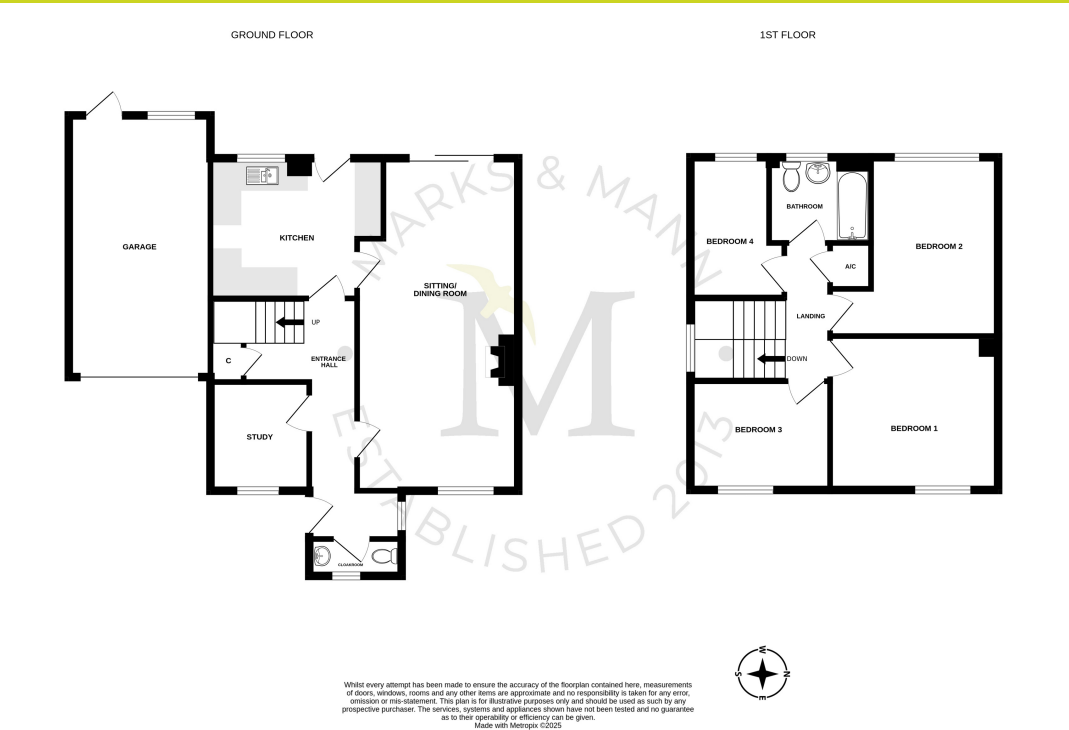 GROUND FLOOR
1ST FLOOR
GARAGE
KITCHEN
SITTING/
DINING ROOM
UP
C
ENTRANCE
HALL
STUDY
CLOAKROOM
BATHROOM
BEDROOM 4
BEDROOM 2
A/C
LANDING
DOWN
BEDROOM 3
BEDROOM 1
MARKS & MANN
M
ESTABLISHED 2013
W
N
S
E
Whilst every attempt has been made to ensure the accuracy of the floorplan contained here, measurements
of doors, windows, rooms and any other items are approximate and no responsibility is taken for any error,
omission or mis-statement. This plan is for illustrative purposes only and should be used as such by any
prospective purchaser. The services, systems and appliances shown have not been tested and no guarantee
as to their operability or efficiency can be given.
Made with Metropix ©2025